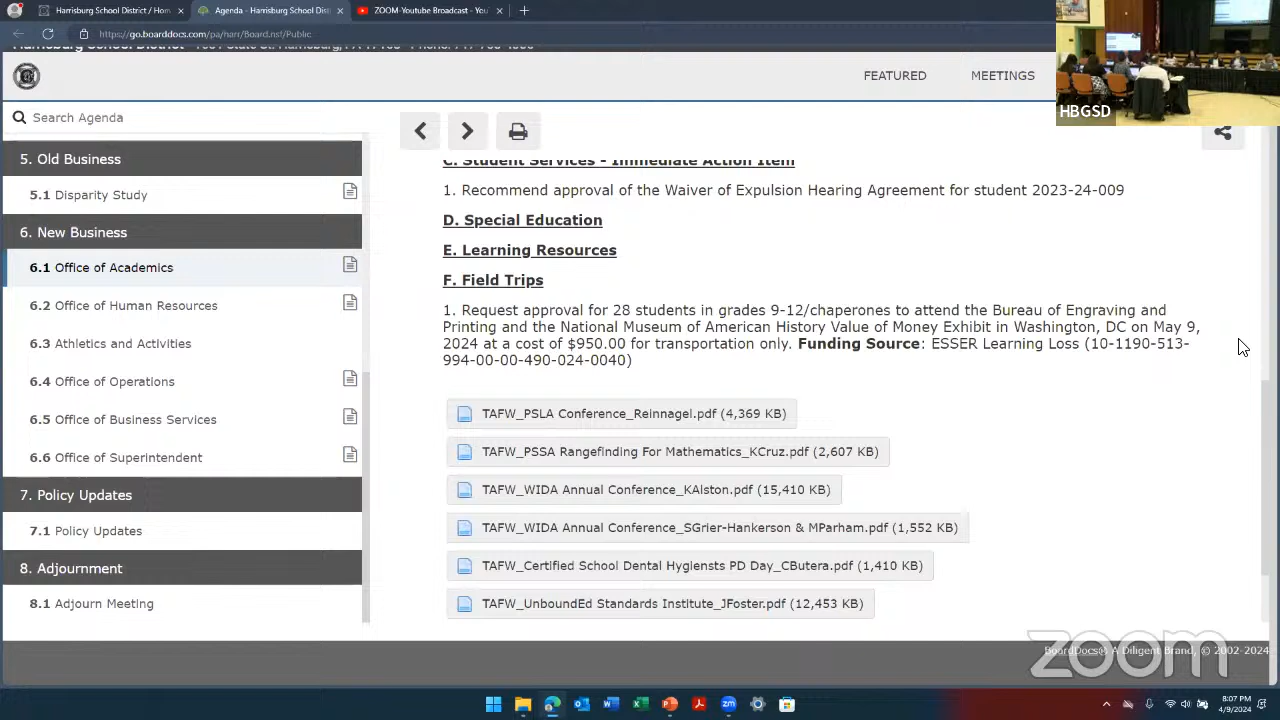 Harrisburg School District / Hom
Agenda - Harrisburg School Distri
ZOOM-Youtube Broadcast - You
https://go.boarddocs.com/pa/harr/Board.nsf/Public
FEATURED
MEETINGS
HBGSD
Search Agenda
5. Old Business
5.1 Disparity Study
6. New Business
6.1 Office of Academics
6.2 Office of Human Resources
6.3 Athletics and Activities
6.4 Office of Operations
6.5 Office of Business Services
6.6 Office of Superintendent
7. Policy Updates
7.1 Policy Updates
8. Adjournment
8.1 Adjourn Meeting
C. Student Services - Immediate Action Item
1. Recommend approval of the Waiver of Expulsion Hearing Agreement for student 2023-24-009
D. Special Education
E. Learning Resources
F. Field Trips
1. Request approval for 28 students in grades 9-12/chaperones to attend the Bureau of Engraving and
Printing and the National Museum of American History Value of Money Exhibit in Washington, DC on May 9,
2024 at a cost of $950.00 for transportation only. Funding Source: ESSER Learning Loss (10-1190-513-
994-00-00-490-024-0040)
TAFW_PSLA Conference_Reinnagel.pdf (4,369 KB)
TAFW_PSSA Rangefinding For Mathematics_KCruz.pdf (2,607 KB)
TAFW_WIDA Annual Conference_KAlston.pdf (15,410 KB)
TAFW_WIDA Annual Conference_SGrier-Hankerson & MParham.pdf (1,552 KB)
TAFW_Certified School Dental Hygiensts PD Day_CButera.pdf (1,410 KB)
TAFW_UnboundEd Standards Institute_JFoster.pdf (12,453 KB)
zoom
BoardDocs® A Diligent Brand, © 2002-2024
8:07 PM
4/9/2024